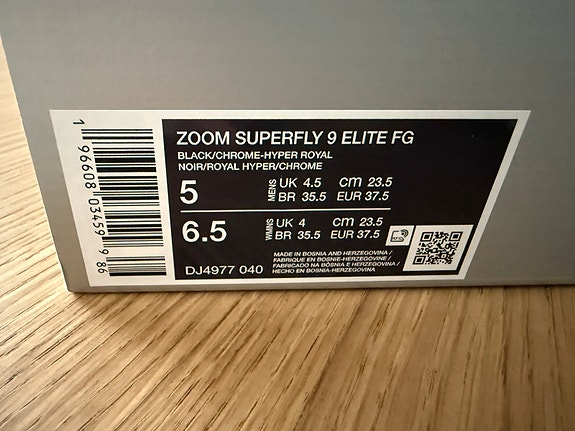 ZOOM SUPERFLY 9 ELITE FG
BLACK/CHROME-HYPER ROYAL
NOIR/ROYAL HYPER/CHROME
5 MENS UK 4.5 CM 23.5
BR 35.5 EUR 37.5
6.5 WMNS UK 4 CM 23.5
BR 35.5 EUR 37.5
DJ4977 040
MADE IN BOSNIA AND HERZEGOVINA /
FABRIQUE EN BOSNIE-HERZEGOVINE /
FABRICADO NA BÓSNIA E HERZEGOVINA /
HECHO EN BOSNIA-HERZEGOVINA
1 96608 03459 9 86